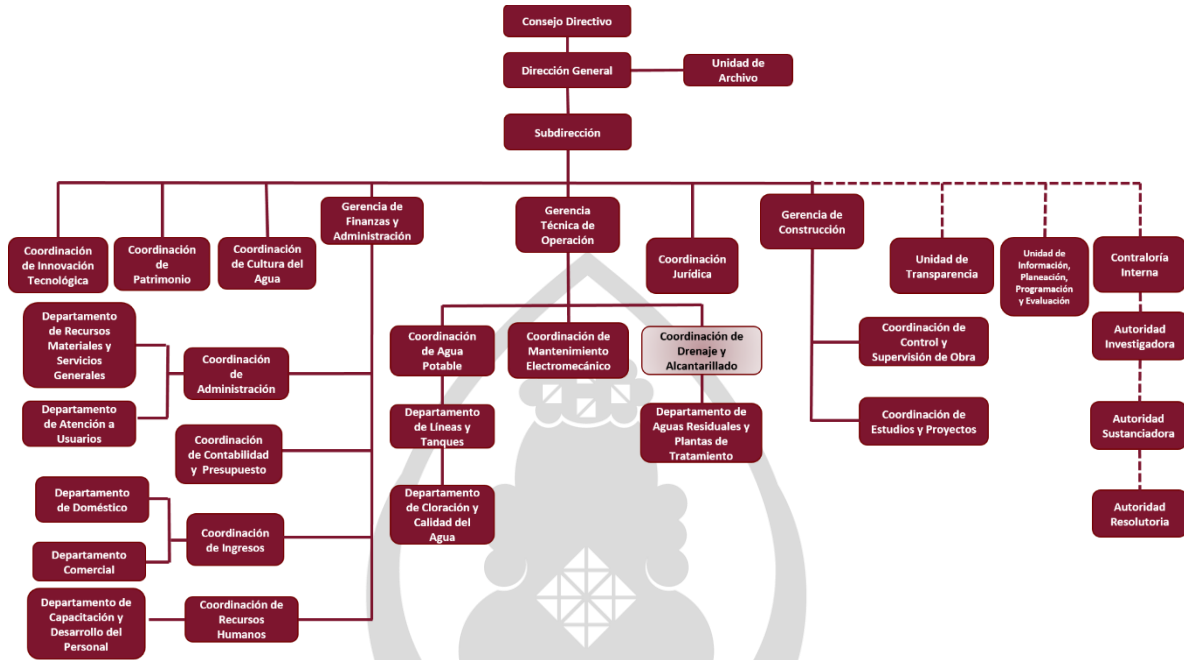 Consejo Directivo
Dirección General
Unidad de
Archivo
Subdirección
Coordinación
de Innovación
Tecnológica
Coordinación
de
Patrimonio
Coordinación
de Cultura del
Agua
Gerencia de
Finanzas y
Administración
Gerencia
Técnica de
Operación
Coordinación
Jurídica
Gerencia de
Construcción
Unidad de
Transparencia
Unidad de
Información,
Planeación,
Programación
y Evaluación
Contraloría
Interna
Departamento
de Recursos
Materiales y
Servicios
Generales
Coordinación
de
Administración
Departamento
de Atención a
Usuarios
Coordinación
de Contabilidad
y Presupuesto
Departamento
de Doméstico
Coordinación
de Ingresos
Departamento
Comercial
Departamento de
Capacitación y
Desarrollo del
Personal
Coordinación de
Recursos
Humanos
Coordinación
de Agua
Potable
Coordinación de
Mantenimiento
Electromecánico
Coordinación de
Drenaje y
Alcantarillado
Departamento
de Líneas y
Tanques
Departamento de
Aguas Residuales y
Plantas de
Tratamiento
Departamento
de Cloración y
Calidad del
Agua
Coordinación de
Control y
Supervisión de Obra
Coordinación de
Estudios y Proyectos
Autoridad
Investigadora
Autoridad
Sustanciadora
Autoridad
Resolutoria